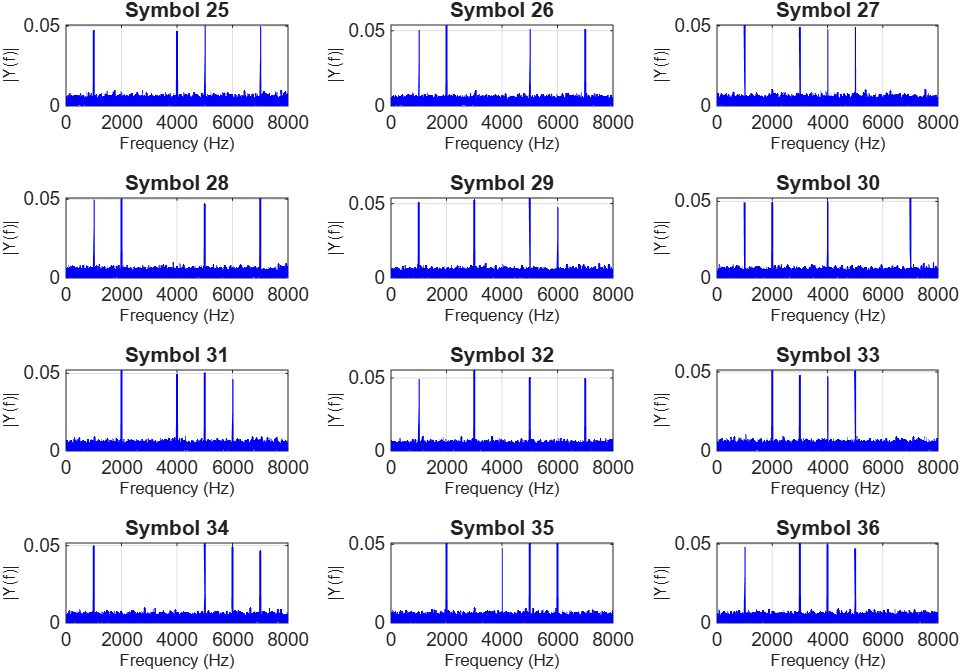 Symbol 25 Symbol 26 Symbol 27
0.05 0.05 0.05
|Y(f)| |Y(f)| |Y(f)|
0 0 0
0 2000 4000 6000 8000 0 2000 4000 6000 8000 0 2000 4000 6000 8000
Frequency (Hz) Frequency (Hz) Frequency (Hz)
Symbol 28 Symbol 29 Symbol 30
0.05 0.05 0.05
|Y(f)| |Y(f)| |Y(f)|
0 0 0
0 2000 4000 6000 8000 0 2000 4000 6000 8000 0 2000 4000 6000 8000
Frequency (Hz) Frequency (Hz) Frequency (Hz)
Symbol 31 Symbol 32 Symbol 33
0.05 0.05 0.05
|Y(f)| |Y(f)| |Y(f)|
0 0 0
0 2000 4000 6000 8000 0 2000 4000 6000 8000 0 2000 4000 6000 8000
Frequency (Hz) Frequency (Hz) Frequency (Hz)
Symbol 34 Symbol 35 Symbol 36
0.05 0.05 0.05
|Y(f)| |Y(f)| |Y(f)|
0 0 0
0 2000 4000 6000 8000 0 2000 4000 6000 8000 0 2000 4000 6000 8000
Frequency (Hz) Frequency (Hz) Frequency (Hz)